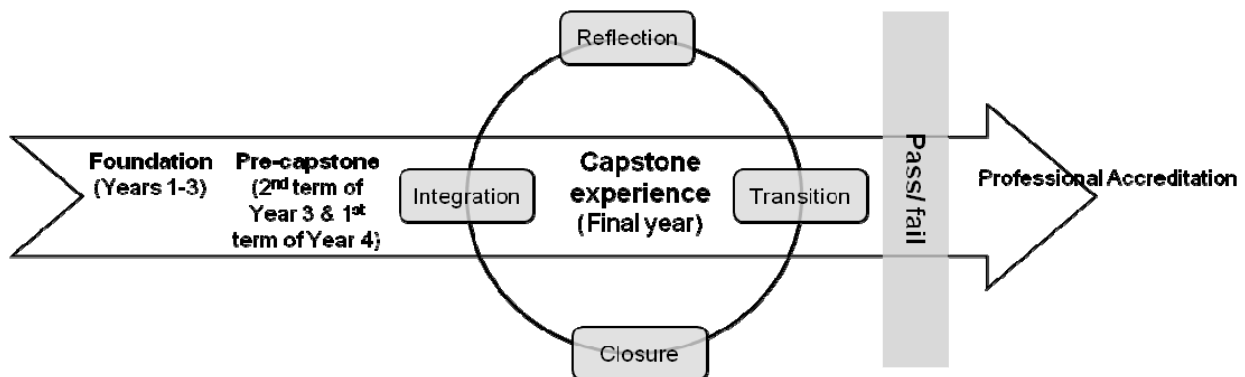 Reflection
Foundation
(Years 1-3)
Pre-capstone
(2nd term of
Year 3 & 1st
term of Year 4)
Integration
Capstone
experience
(Final year)
Transition
Closure
Pass/ fail
Professional Accreditation